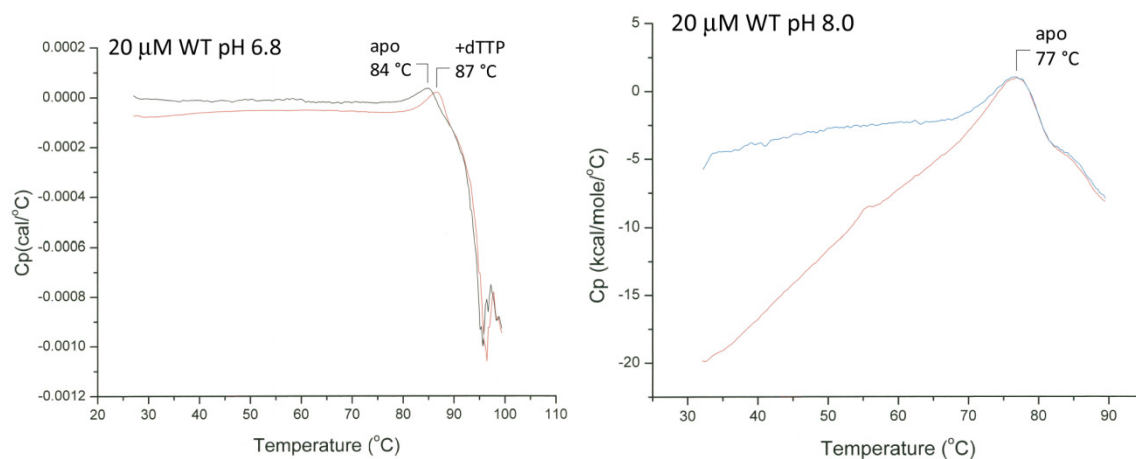 20 μM WT pH 6.8
apo
84 °C
+dTTP
87 °C
0.0002
0.0000
-0.0002
-0.0004
-0.0006
-0.0008
-0.0010
-0.0012
Cp(cal/°C)
20 30 40 50 60 70 80 90 100 110
Temperature (°C)
20 μM WT pH 8.0
apo
77 °C
5
0
-5
-10
-15
-20
Cp (kcal/mole/°C)
30 40 50 60 70 80 90
Temperature (°C)